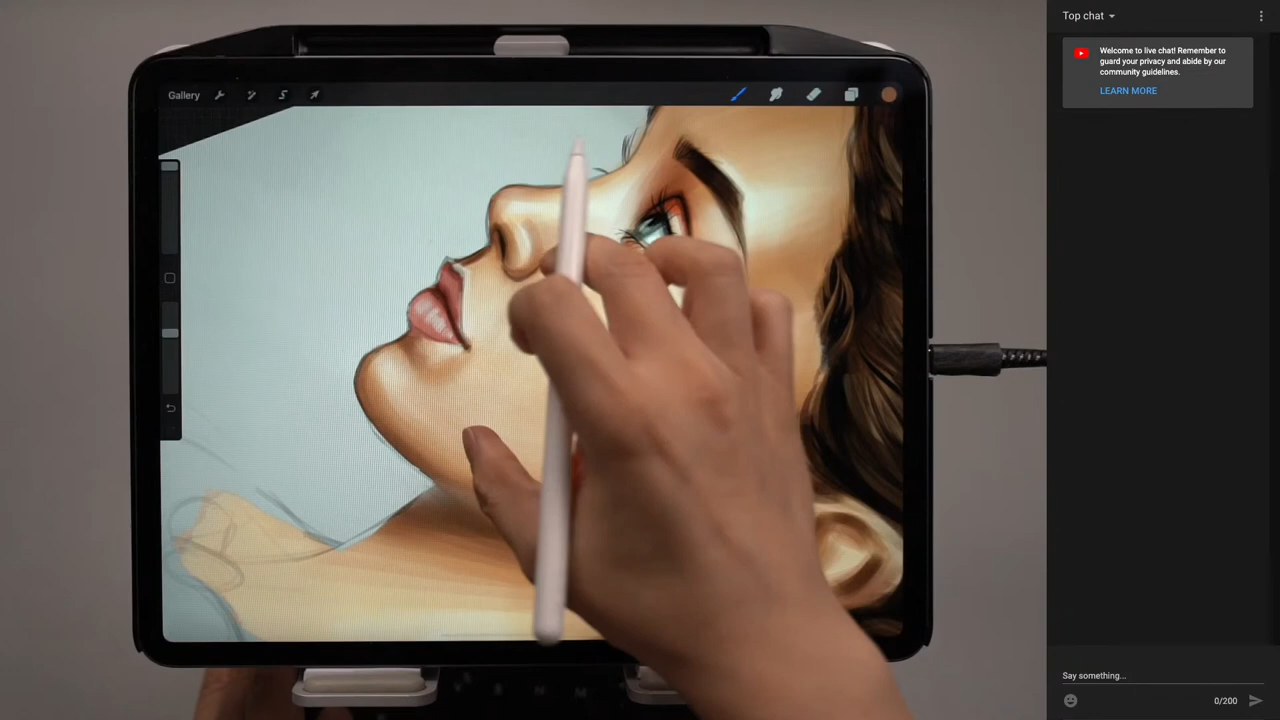 Gallery
Top chat
Welcome to live chat! Remember to
guard your privacy and abide by our
community guidelines.
LEARN MORE
Say something...
0/200